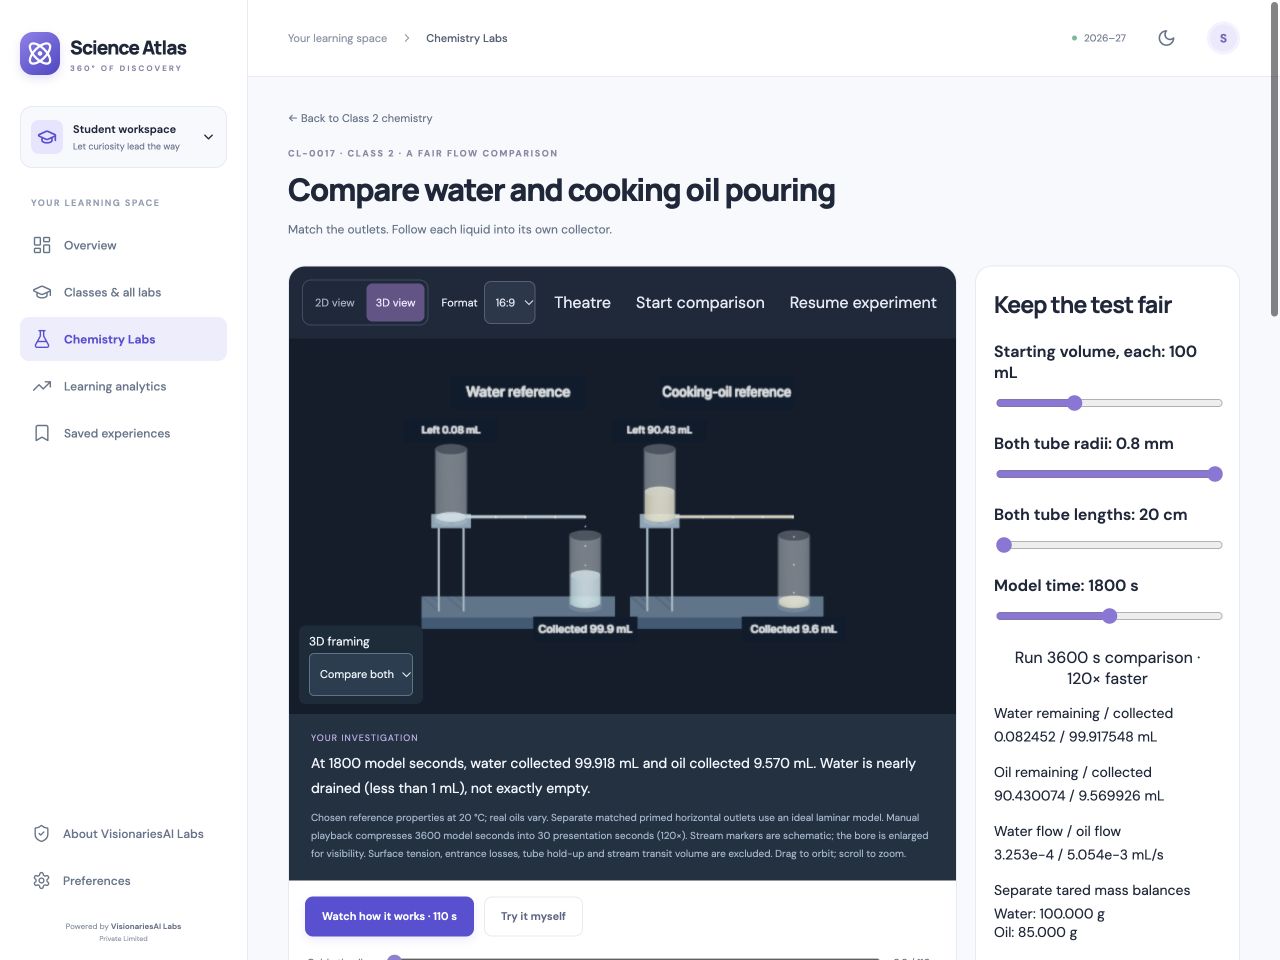 Science Atlas
360° OF DISCOVERY
Student workspace
Let curiosity lead the way
YOUR LEARNING SPACE
Overview
Classes & all labs
Chemistry Labs
Learning analytics
Saved experiences
About VisionariesAI Labs
Preferences
Powered by VisionariesAI Labs
Private Limited
Your learning space > Chemistry Labs
2026–27
S
← Back to Class 2 chemistry
CL-0017 · CLASS 2 · A FAIR FLOW COMPARISON
Compare water and cooking oil pouring
Match the outlets. Follow each liquid into its own collector.
2D view 3D view Format 16:9 Theatre Start comparison Resume experiment
Water reference Cooking-oil reference
Left 0.08 mL Left 90.43 mL
Collected 99.9 mL Collected 9.6 mL
3D framing
Compare both
YOUR INVESTIGATION
At 1800 model seconds, water collected 99.918 mL and oil collected 9.570 mL. Water is nearly
drained (less than 1 mL), not exactly empty.
Chosen reference properties at 20 °C; real oils vary. Separate matched primed horizontal outlets use an ideal laminar model. Manual
playback compresses 3600 model seconds into 30 presentation seconds (120×). Stream markers are schematic; the bore is enlarged
for visibility. Surface tension, entrance losses, tube hold-up and stream transit volume are excluded. Drag to orbit; scroll to zoom.
Watch how it works · 110 s Try it myself
Keep the test fair
Starting volume, each: 100
mL
Both tube radii: 0.8 mm
Both tube lengths: 20 cm
Model time: 1800 s
Run 3600 s comparison ·
120× faster
Water remaining / collected
0.082452 / 99.917548 mL
Oil remaining / collected
90.430074 / 9.569926 mL
Water flow / oil flow
3.253e-4 / 5.054e-3 mL/s
Separate tared mass balances
Water: 100.000 g
Oil: 85.000 g